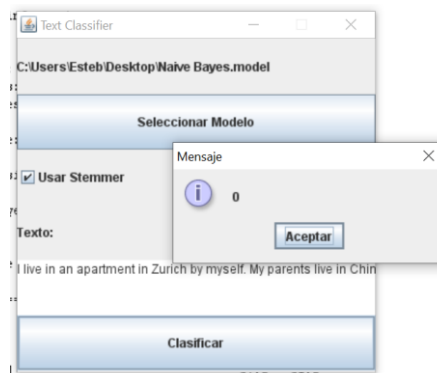 Text Classifier
C:\Users\Esteb\Desktop\Naive Bayes.model
Seleccionar Modelo
Mensaje
Usar Stemmer
0
Aceptar
Texto:
I live in an apartment in Zurich by myself. My parents live in Chin
Clasificar